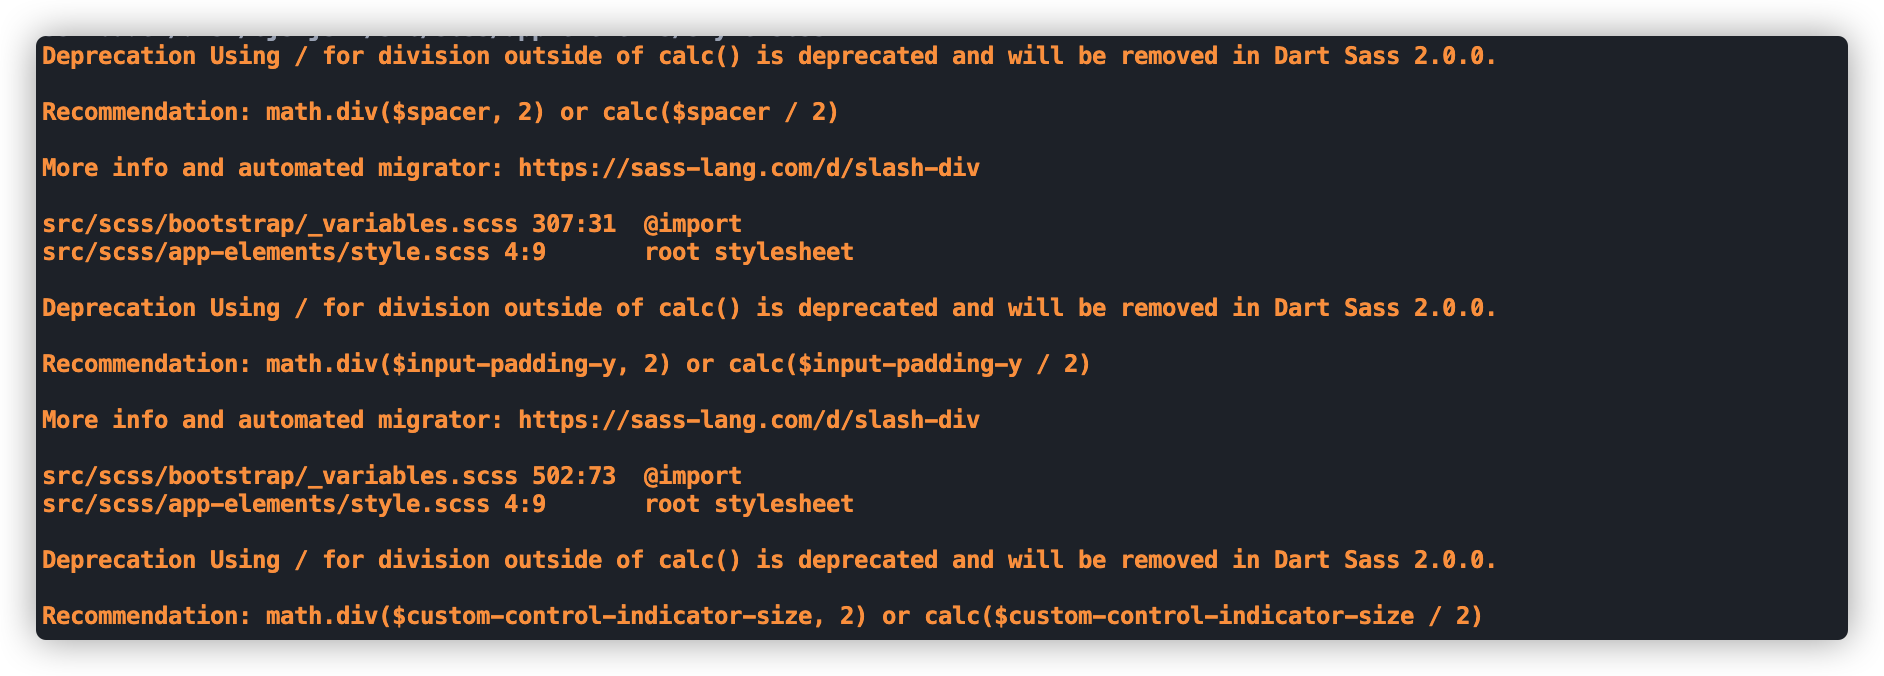 Deprecation Using / for division outside of calc() is deprecated and will be removed in Dart Sass 2.0.0.
Recommendation: math.div($spacer, 2) or calc($spacer / 2)
More info and automated migrator: https://sass-lang.com/d/slash-div
src/scss/bootstrap/_variables.scss 307:31  @import
src/scss/app-elements/style.scss 4:9       root stylesheet
Deprecation Using / for division outside of calc() is deprecated and will be removed in Dart Sass 2.0.0.
Recommendation: math.div($input-padding-y, 2) or calc($input-padding-y / 2)
More info and automated migrator: https://sass-lang.com/d/slash-div
src/scss/bootstrap/_variables.scss 502:73  @import
src/scss/app-elements/style.scss 4:9       root stylesheet
Deprecation Using / for division outside of calc() is deprecated and will be removed in Dart Sass 2.0.0.
Recommendation: math.div($custom-control-indicator-size, 2) or calc($custom-control-indicator-size / 2)